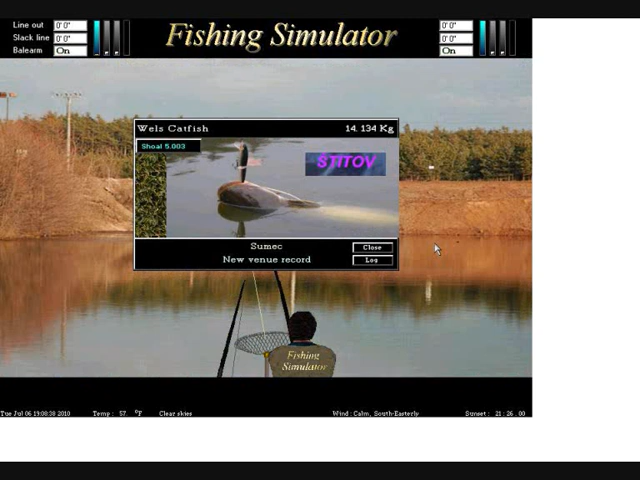 Line out 0' 0"
Slack line 0' 0"
Balearm On
Fishing Simulator
0' 0"
0' 0"
On
Wels Catfish 14. 134 Kg
Shoal 5.003
ŠTITOV
Sumec Close
New venue record Log
Fishing
Simulator
Tue Jul 06 19:08:38 2010 Temp : 57. °F Clear skies Wind : Calm, South-Easterly Sunset : 21 : 26 . 00